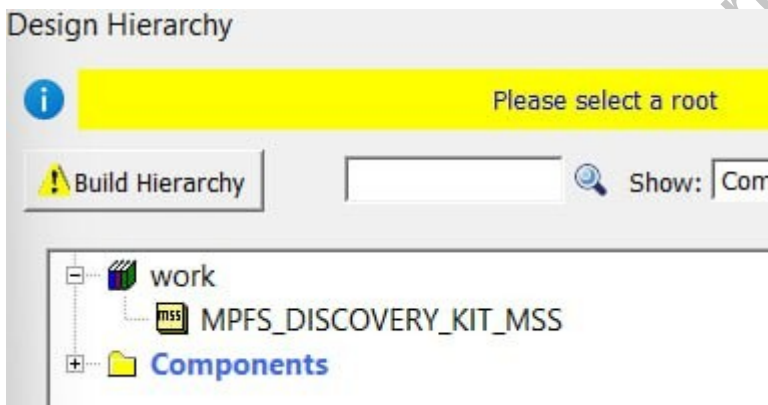 Design Hierarchy
i
Please select a root
Build Hierarchy
Show: Com
work
mss MPFS_DISCOVERY_KIT_MSS
Components